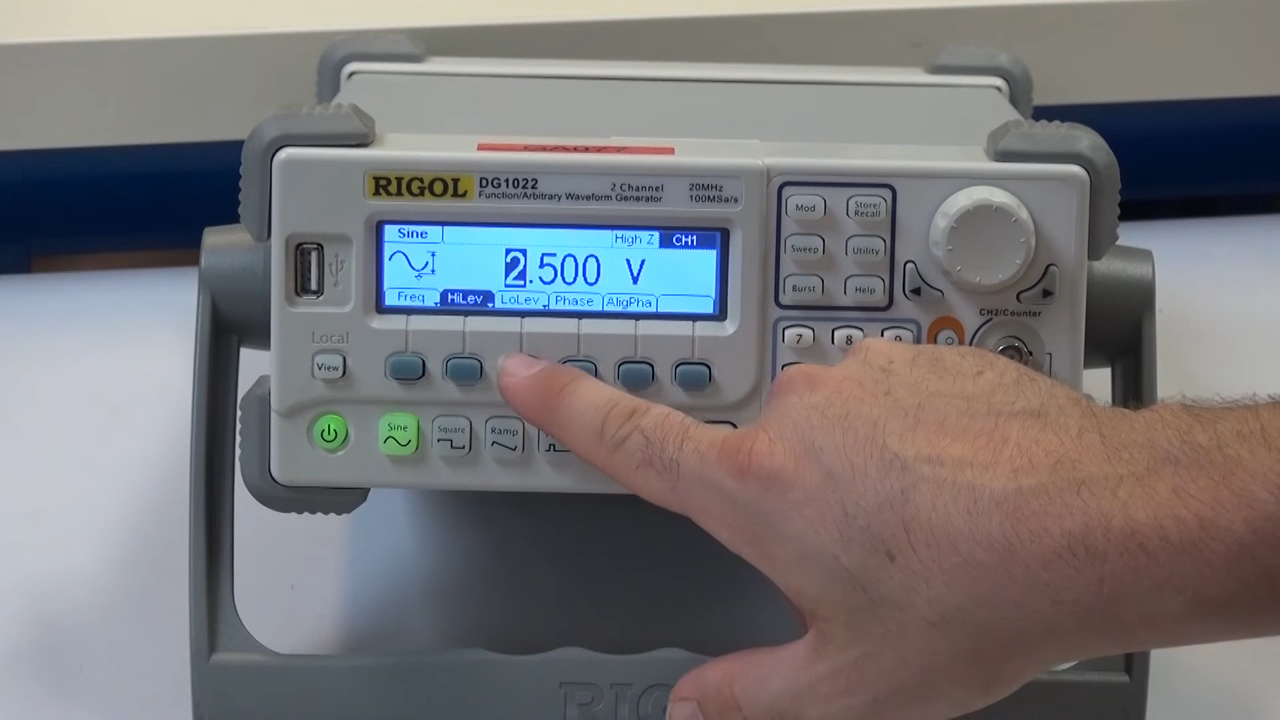 RIGOL DG1022 2 Channel 20MHz
Function/Arbitrary Waveform Generator 100MSa/s
Sine High Z CH1
2.500 V
Freq HiLev LoLev Phase AligPha
Local
View
Sine Square Ramp
Mod Store/Recall
Sweep Utility
Burst Help
CH2/Counter
7 8 9